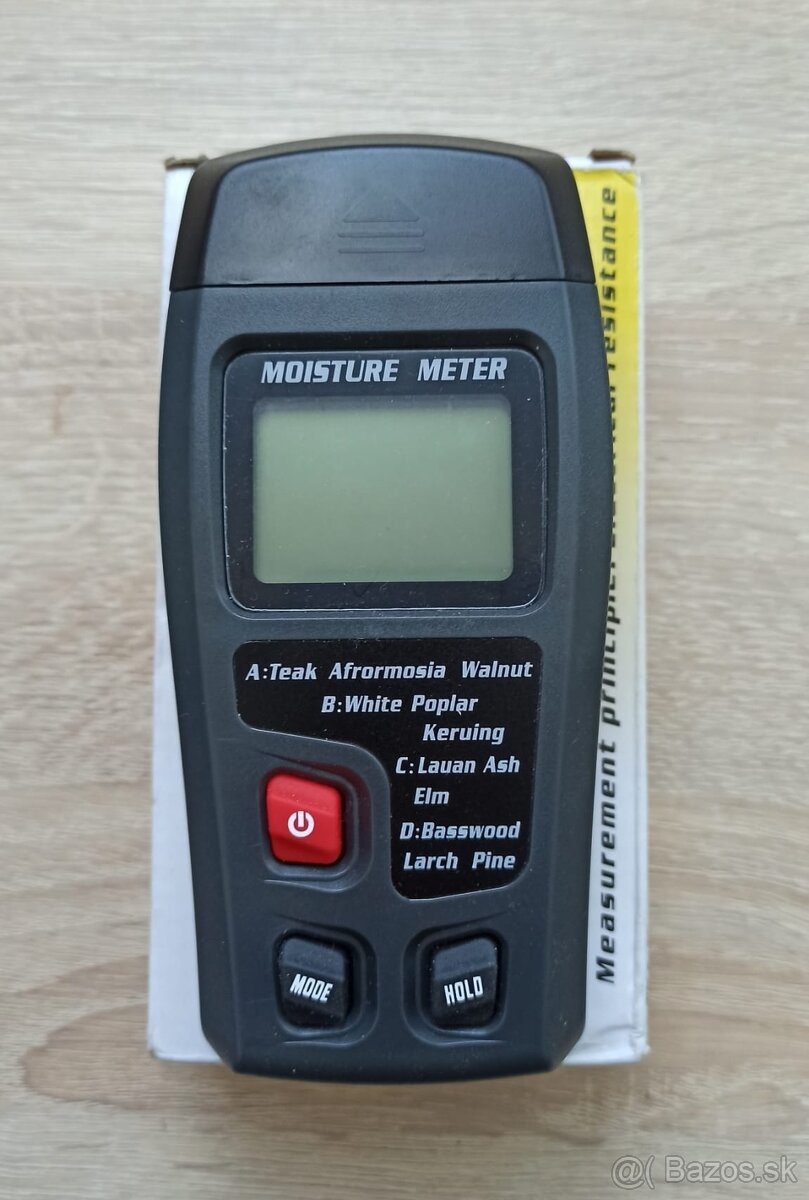 MOISTURE METER
A:Teak Afrormosia Walnut
B:White Poplar
Keruing
C:Lauan Ash
Elm
D:Basswood
Larch Pine
MODE
HOLD
Measurement principle: resistance
@( Bazos.sk